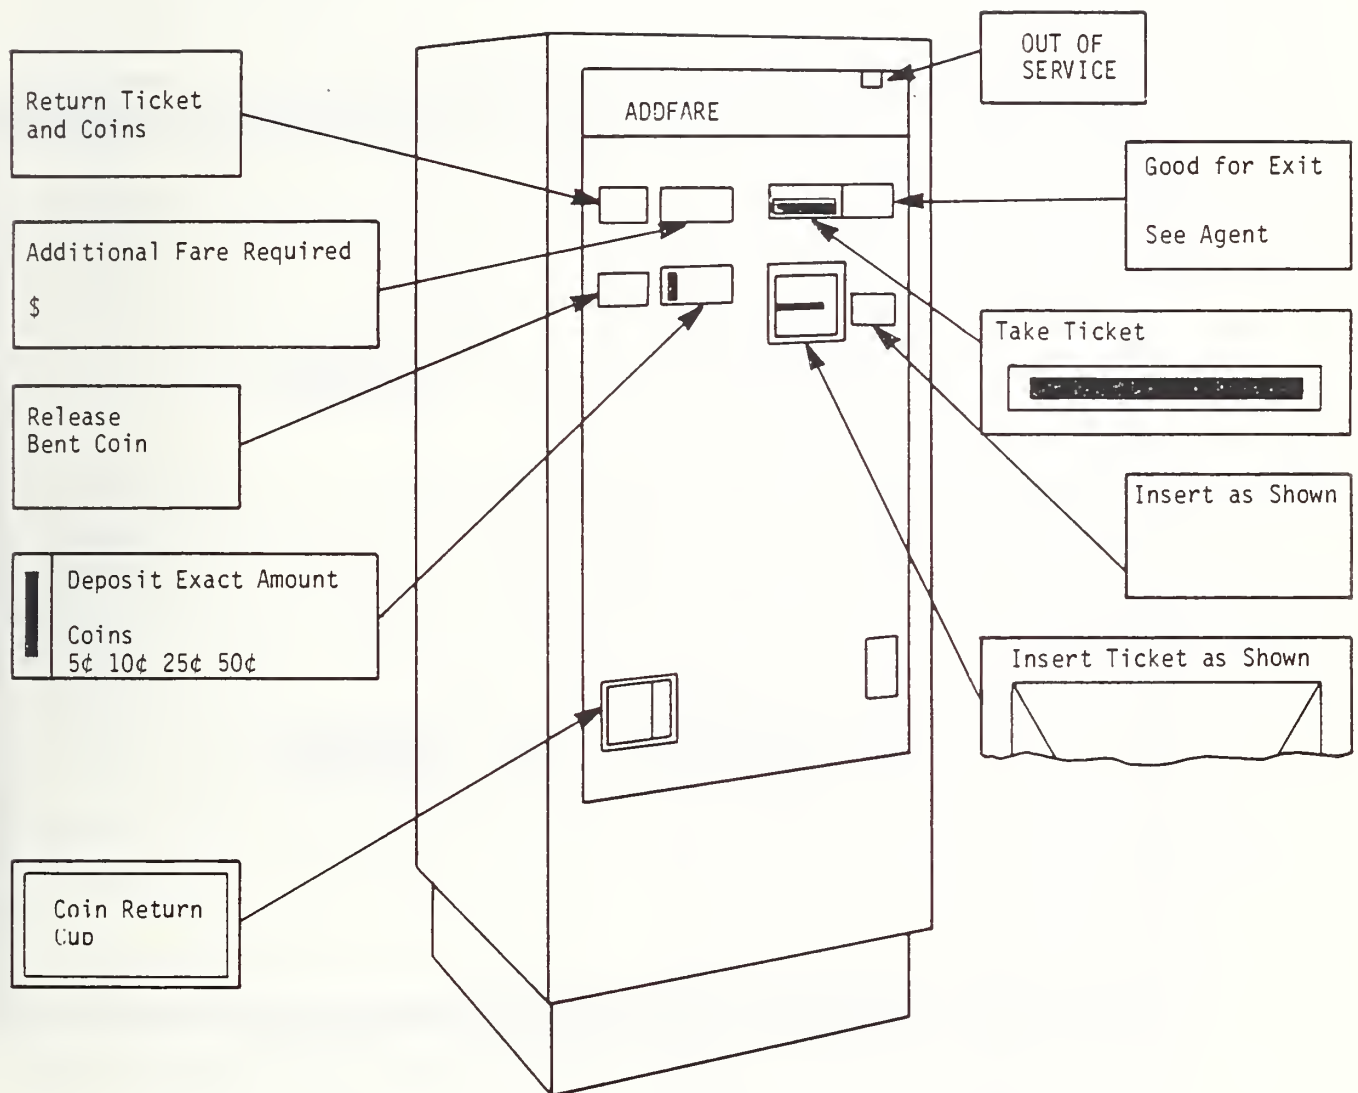 OUT OF
SERVICE
ADDFARE
Return Ticket
and Coins
Good for Exit
See Agent
Additional Fare Required
$
Take Ticket
Release
Bent Coin
Insert as Shown
Deposit Exact Amount
Coins
5¢ 10¢ 25¢ 50¢
Insert Ticket as Shown
Coin Return
Cup